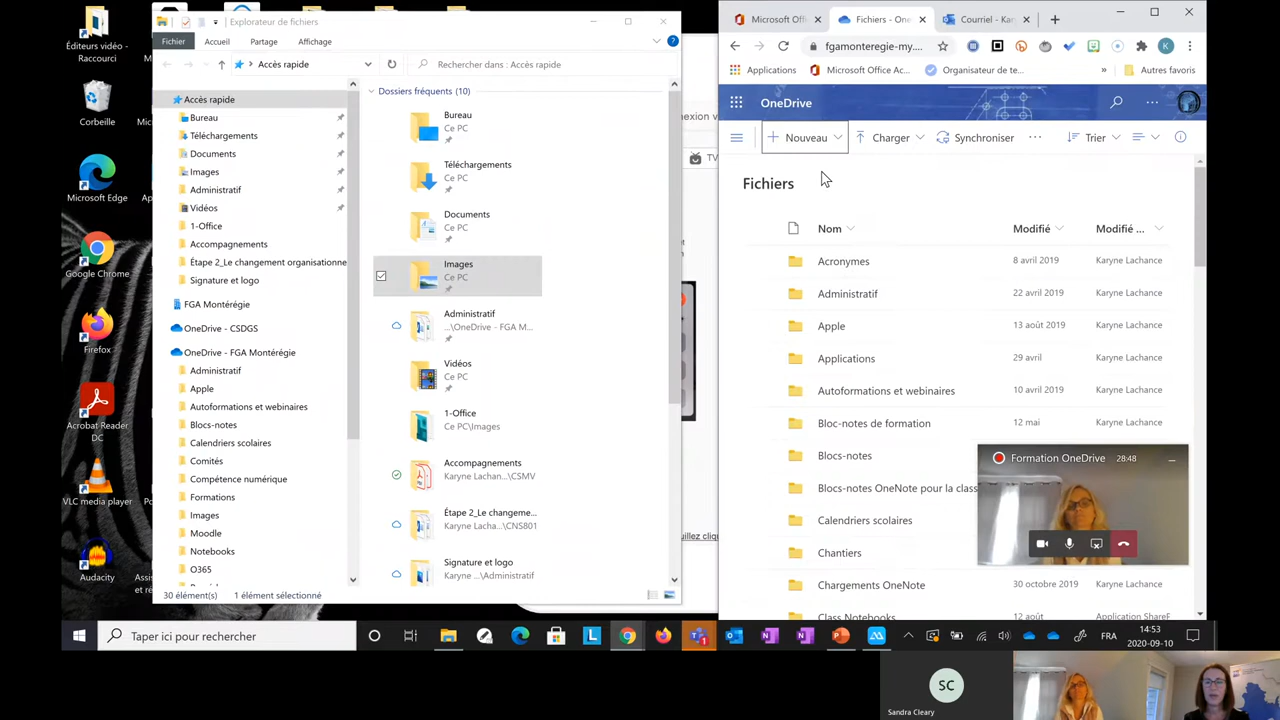 Éditeurs vidéo -
Raccourci
Corbeille
Microsoft Edge
Google Chrome
Firefox
Acrobat Reader
DC
VLC media player
Audacity
Explorateur de fichiers
Fichier
Accueil
Partage
Affichage
Accès rapide
Rechercher dans : Accès rapide
Accès rapide
Bureau
Téléchargements
Documents
Images
Administratif
Vidéos
1-Office
Accompagnements
Étape 2_Le changement organisationne
Signature et logo
FGA Montérégie
OneDrive - CSDGS
OneDrive - FGA Montérégie
Administratif
Apple
Autoformations et webinaires
Blocs-notes
Calendriers scolaires
Comités
Compétence numérique
Formations
Images
Moodle
Notebooks
O365
Dossiers fréquents (10)
Bureau
Ce PC
Téléchargements
Ce PC
Documents
Ce PC
Images
Ce PC
Administratif
...\OneDrive - FGA M...
Vidéos
Ce PC
1-Office
Ce PC\Images
Accompagnements
Karyne Lachan...\CSMV
Étape 2_Le changeme...
Karyne Lacha...\CNS801
Signature et logo
Karyne ...\Administratif
30 élément(s)
1 élément sélectionné
nexion v
TV
uillez cliqu
Microsoft Offi
Fichiers - OneD
Courriel - Kar
fgamonteregie-my....
K
Applications
Microsoft Office Ac...
Organisateur de te...
»
Autres favoris
OneDrive
Nouveau
Charger
Synchroniser
Trier
Fichiers
Nom
Modifié
Modifié ...
Acronymes
8 avril 2019
Karyne Lachance
Administratif
22 avril 2019
Karyne Lachance
Apple
13 août 2019
Karyne Lachance
Applications
29 avril
Karyne Lachance
Autoformations et webinaires
10 avril 2019
Karyne Lachance
Bloc-notes de formation
12 mai
Karyne Lachance
Blocs-notes
Blocs-notes OneNote pour la class
Calendriers scolaires
Chantiers
Chargements OneNote
30 octobre 2019
Karyne Lachance
Class Notebooks
12 août
Application ShareP
Formation OneDrive
28:48
Taper ici pour rechercher
FRA
14:53
2020-09-10
SC
Sandra Cleary